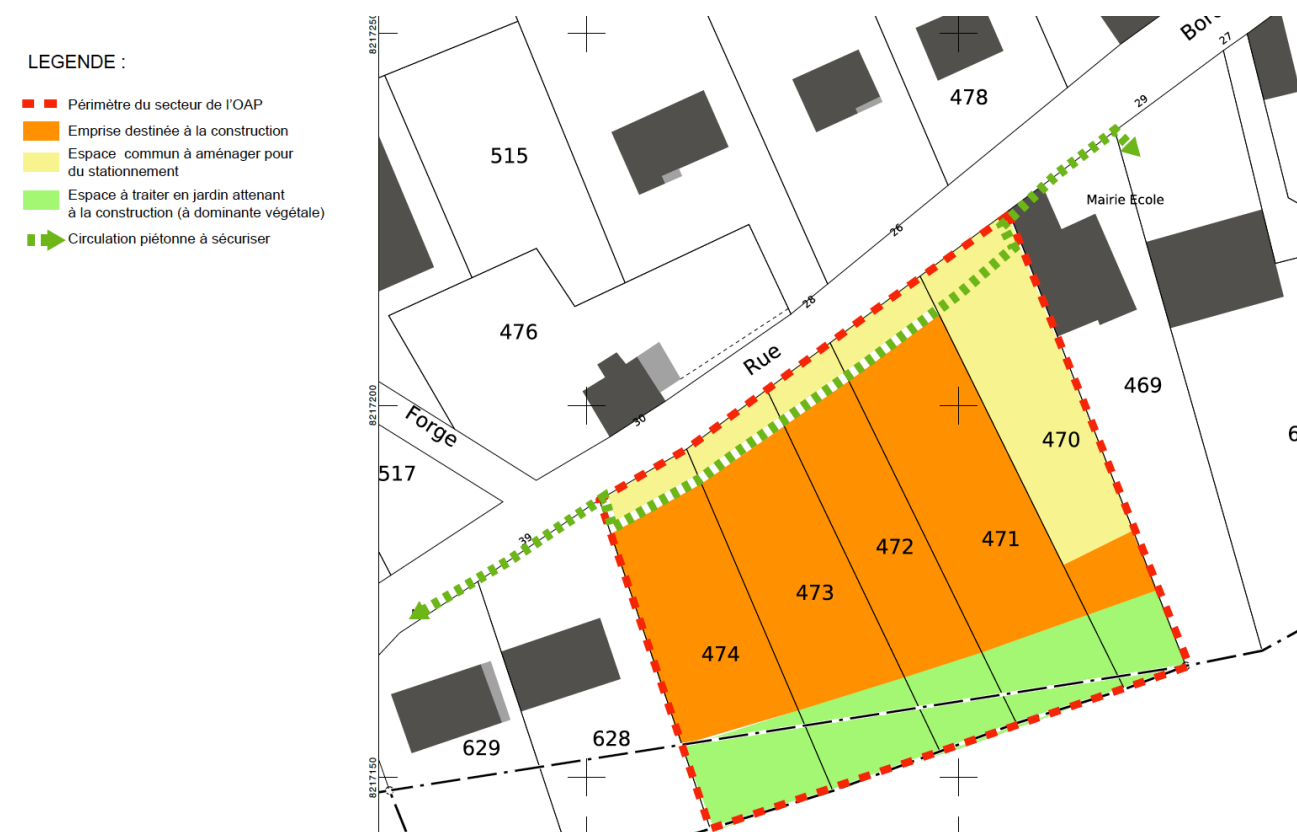 LEGENDE :
Périmètre du secteur de l'OAP
Emprise destinée à la construction
Espace commun à aménager pour
du stationnement
Espace à traiter en jardin attenant
à la construction (à dominante végétale)
Circulation piétonne à sécuriser
8217250
27
478
29
515
Mairie Ecole
26
28
476
Rue
469
8217200
30
Forge
470
517
39
472
471
473
474
628
629
8217150